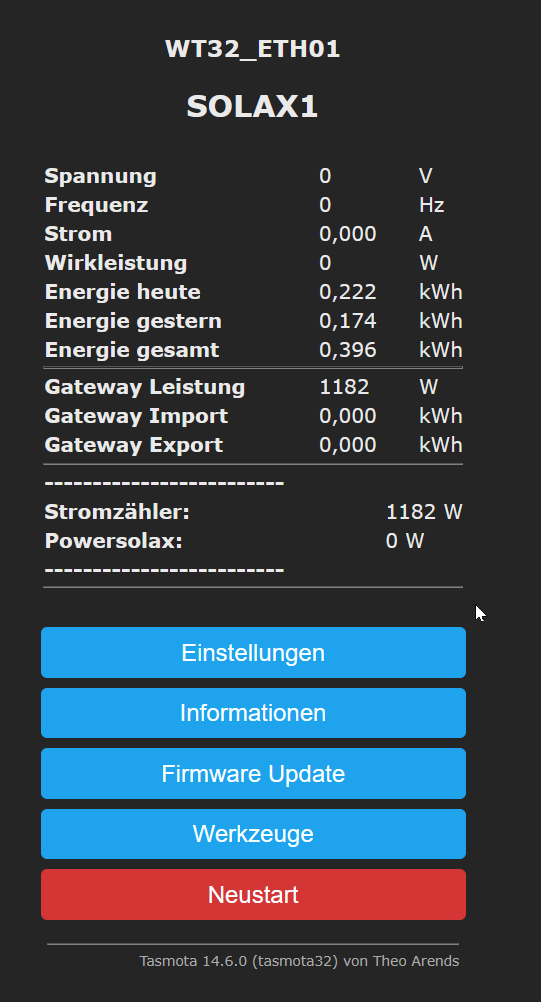 WT32_ETH01
SOLAX1
Spannung 0 V
Frequenz 0 Hz
Strom 0,000 A
Wirkleistung 0 W
Energie heute 0,222 kWh
Energie gestern 0,174 kWh
Energie gesamt 0,396 kWh
Gateway Leistung 1182 W
Gateway Import 0,000 kWh
Gateway Export 0,000 kWh
-------------------------
Stromzähler: 1182 W
Powersolax: 0 W
-------------------------
Einstellungen
Informationen
Firmware Update
Werkzeuge
Neustart
Tasmota 14.6.0 (tasmota32) von Theo Arends